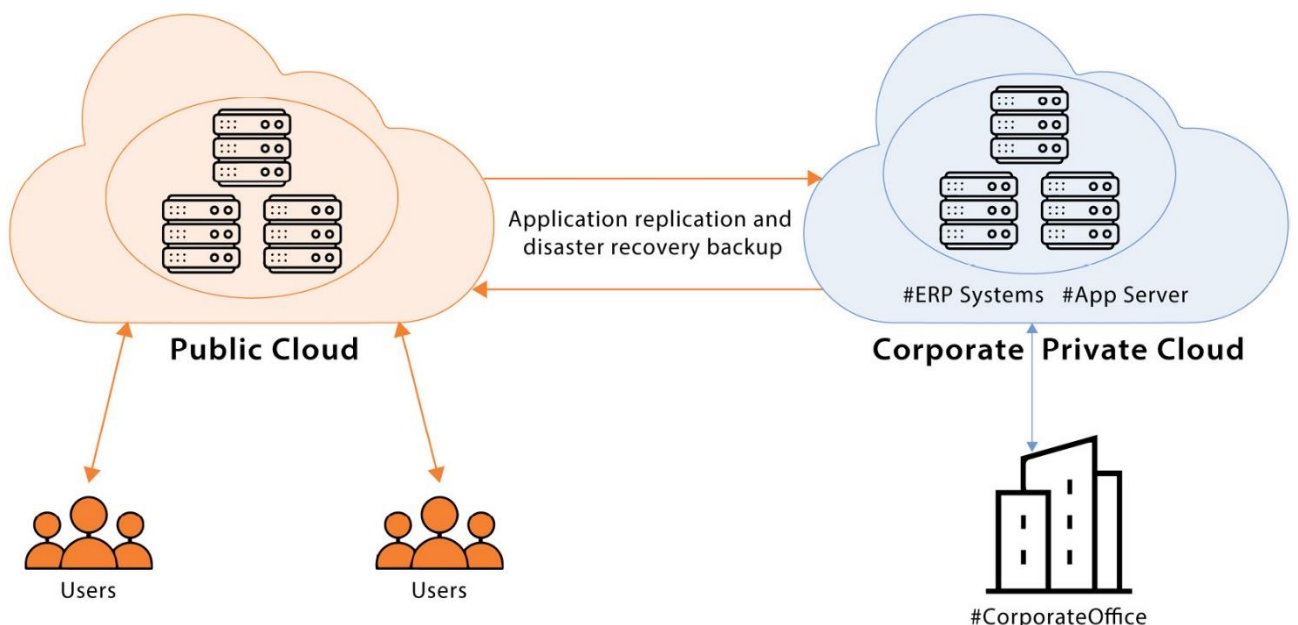 Application replication and
disaster recovery backup
#ERP Systems #App Server
Public Cloud
Corporate Private Cloud
Users
Users
#CorporateOffice